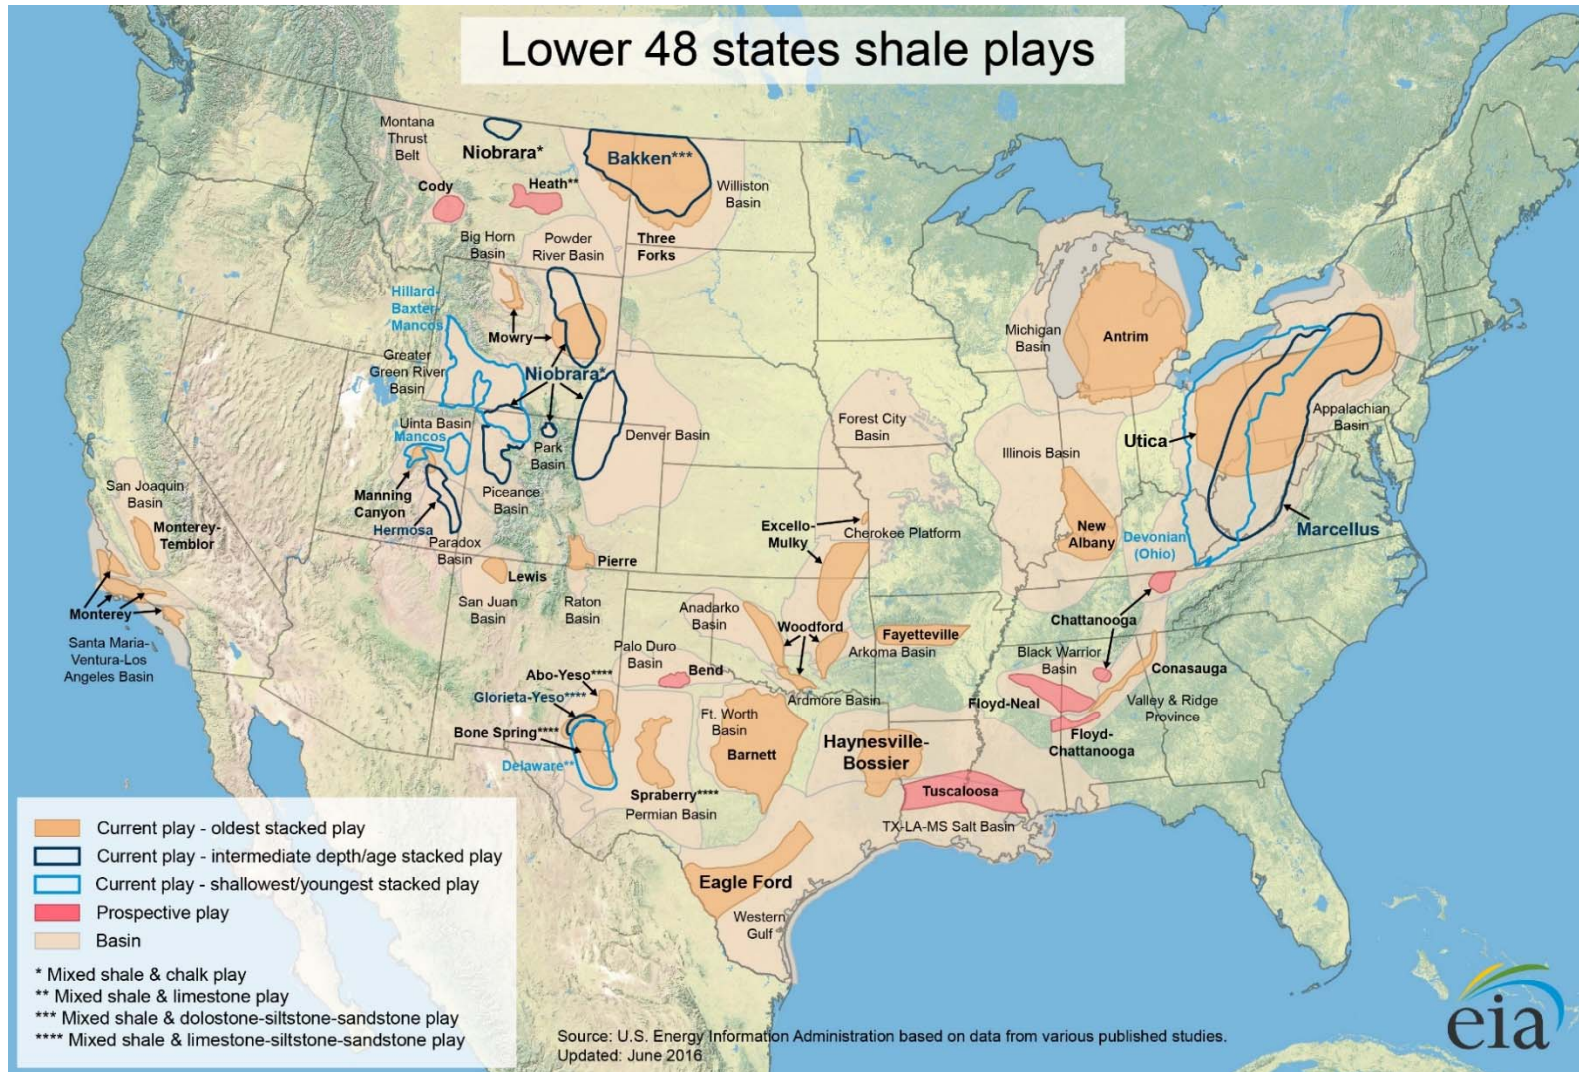 Lower 48 states shale plays
Montana
Thrust
Belt
Niobrara*
Bakken***
Cody
Heath**
Williston
Basin
Big Horn
Basin
Powder
River Basin
Three
Forks
Hillard-
Baxter-
Mancos
Mowry
Greater
Green River
Basin
Niobrara*
Michigan
Basin
Antrim
Uinta Basin
Mancos
Park
Basin
Denver Basin
Forest City
Basin
Illinois Basin
Utica
Appalachian
Basin
Manning
Canyon
Hermosa
Piceance
Basin
Paradox
Basin
San Joaquin
Basin
Monterey-
Temblor
Excello-
Mulky
Cherokee Platform
New
Albany
Devonian
(Ohio)
Marcellus
Pierre
Lewis
San Juan
Basin
Raton
Basin
Monterey
Santa Maria-
Ventura-Los
Angeles Basin
Anadarko
Basin
Woodford
Fayetteville
Arkoma Basin
Chattanooga
Black Warrior
Basin
Conasauga
Palo Duro
Basin
Bend
Abo-Yeso****
Glorieta-Yeso****
Bone Spring****
Delaware**
Ardmore Basin
Floyd-Neal
Valley & Ridge
Province
Floyd-
Chattanooga
Ft. Worth
Basin
Barnett
Haynesville-
Bossier
Spraberry****
Permian Basin
Tuscaloosa
TX-LA-MS Salt Basin
Eagle Ford
Western
Gulf
Current play - oldest stacked play
Current play - intermediate depth/age stacked play
Current play - shallowest/youngest stacked play
Prospective play
Basin
* Mixed shale & chalk play
** Mixed shale & limestone play
*** Mixed shale & dolostone-siltstone-sandstone play
**** Mixed shale & limestone-siltstone-sandstone play
Source: U.S. Energy Information Administration based on data from various published studies.
Updated: June 2016
eia